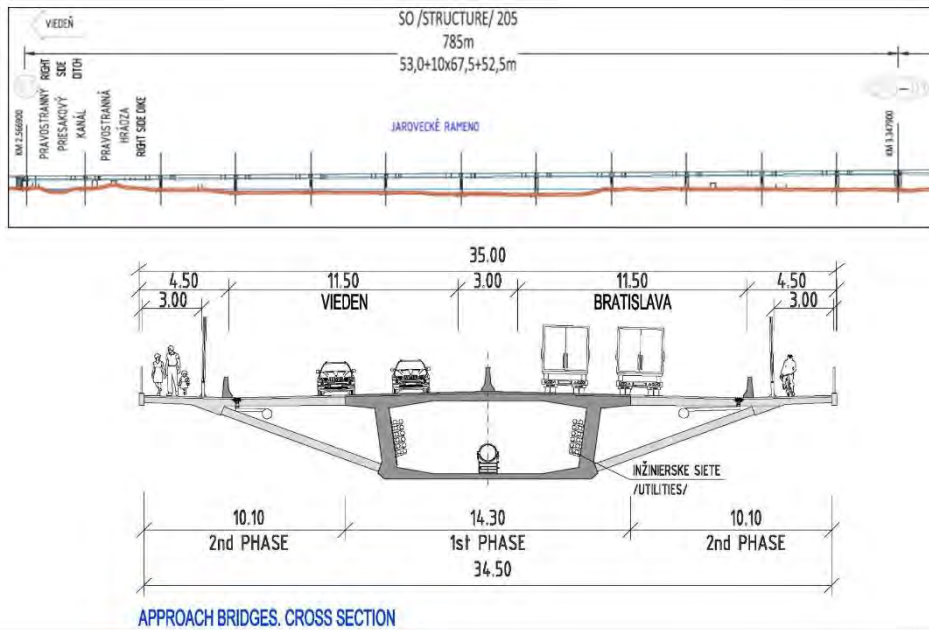 VIEDEŇ
SO /STRUCTURE/ 205
785m
53,0+10x67,5+52,5m
KM 2.566900
PRAVOSTRANNÝ RIGHT
PRIESAKOVÝ SIDE
KANÁL DITCH
PRAVOSTRANNÁ
HRÁDZA
RIGHT SIDE DIKE
JAROVECKÉ RAMENO
KM 3.347900
35.00
4.50 11.50 3.00 11.50 4.50
3.00 VIEDEN BRATISLAVA 3.00
INŽINIERSKE SIETE
/UTILITIES/
10.10 14.30 10.10
2nd PHASE 1st PHASE 2nd PHASE
34.50
APPROACH BRIDGES. CROSS SECTION